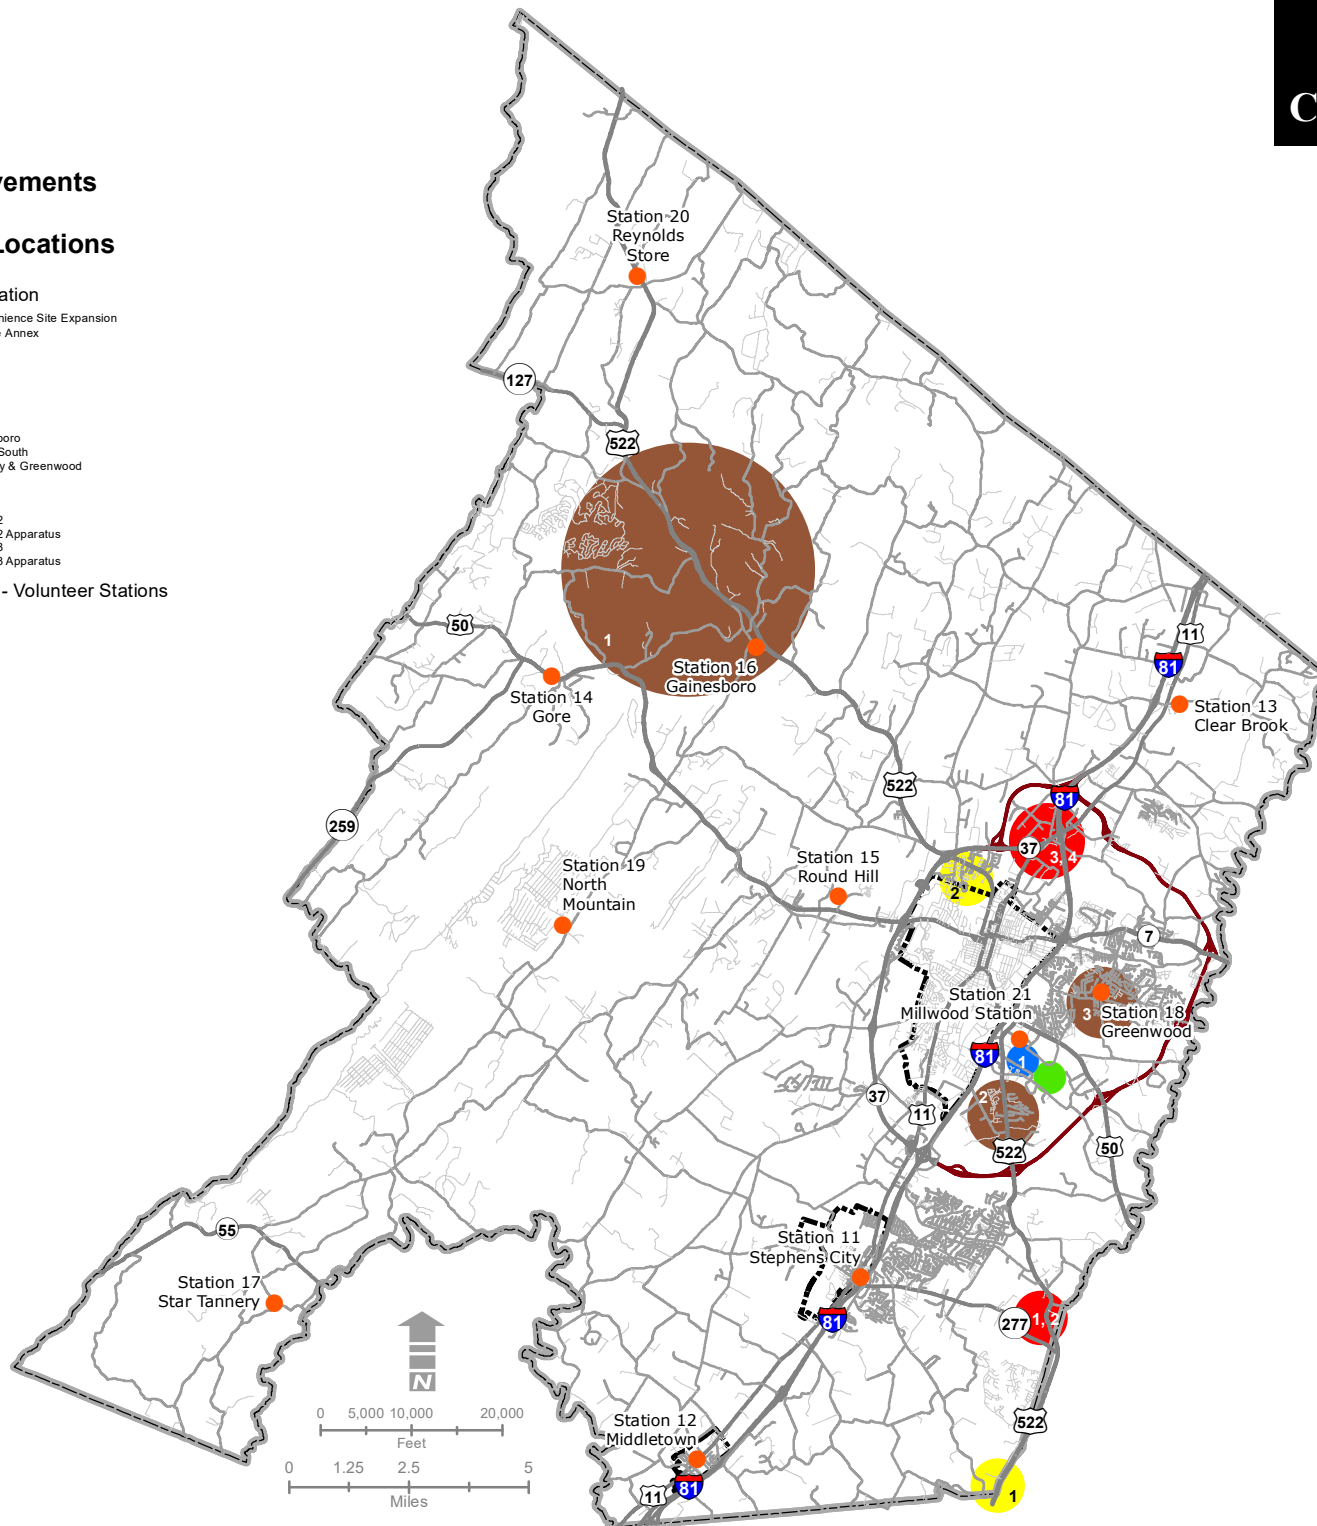 C
vements
Locations
ation
nience Site Expansion
e Annex
boro
South
y & Greenwood
2
2 Apparatus
3
3 Apparatus
- Volunteer Stations
Station 20
Reynolds
Store
127
522
50
1
Station 16
Gainesboro
Station 14
Gore
11
81
Station 13
Clear Brook
259
522
81
37
3, 4
Station 15
Round Hill
2
Station 19
North
Mountain
7
Station 21
Millwood Station
3
Station 18
Greenwood
81
1
37
11
2
522
50
55
Station 17
Star Tannery
Station 11
Stephens City
81
277
1, 2
N
0 5,000 10,000 20,000
Feet
0 1.25 2.5 5
Miles
Station 12
Middletown
522
81
11
1